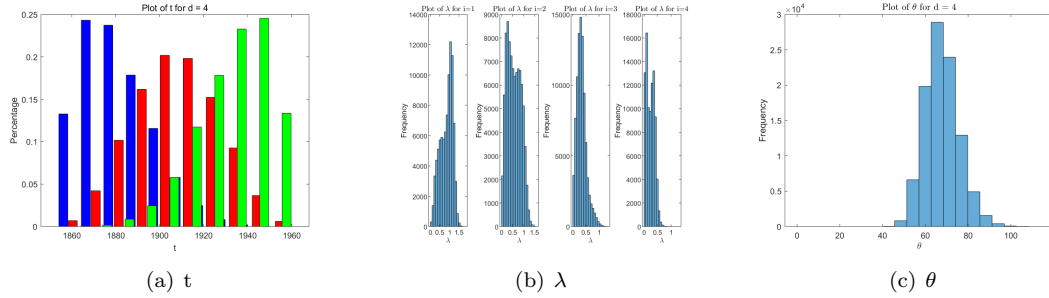 Plot of t for d = 4
0.25
0.2
0.15
0.1
0.05
0
Percentage
1860 1880 1900 1920 1940 1960
t
(a) t
Plot of λ for i=1
14000
12000
10000
8000
6000
4000
2000
0
Frequency
0 0.5 1 1.5
λ
Plot of λ for i=2
9000
8000
7000
6000
5000
4000
3000
2000
1000
0
Frequency
0 0.5 1 1.5
λ
Plot of λ for i=3
15000
10000
5000
0
Frequency
0 0.5 1
λ
Plot of λ for i=4
18000
16000
14000
12000
10000
8000
6000
4000
2000
0
Frequency
0 0.5 1
λ
(b) λ
Plot of θ for d = 4
3 ×10⁴
2.5
2
1.5
1
0.5
0
Frequency
0 20 40 60 80 100
θ
(c) θ